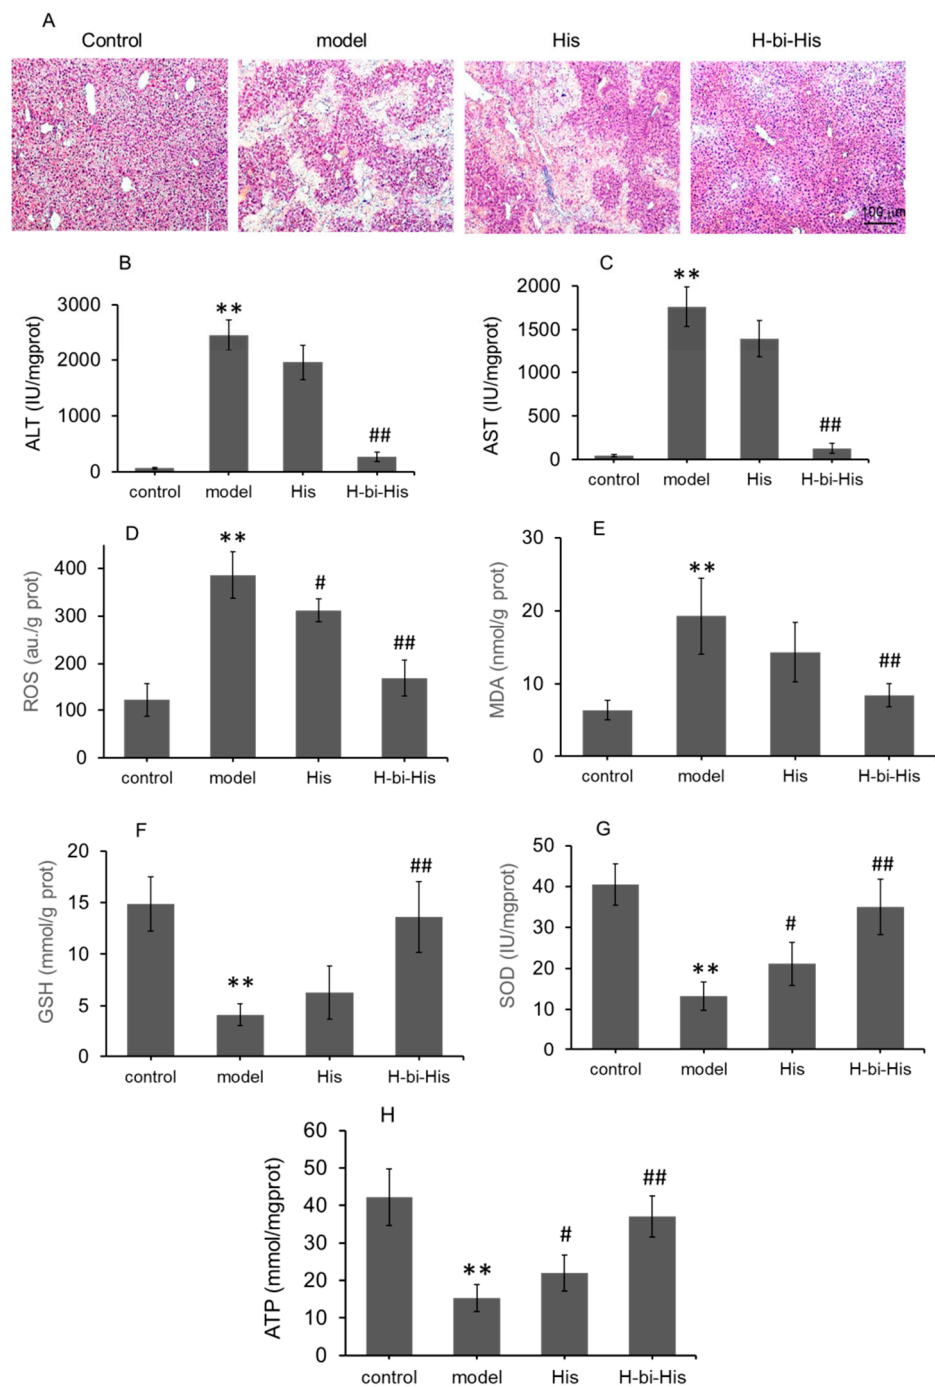 A
Control model His H-bi-His
100 µm
B
ALT (IU/mgprot)
3000
2000
1000
0
**
##
control model His H-bi-His
C
AST (IU/mgprot)
2000
1500
1000
500
0
**
##
control model His H-bi-His
D
ROS (au./g prot)
400
300
200
100
0
**
#
##
control model His H-bi-His
E
MDA (nmol/g prot)
30
20
10
0
**
##
control model His H-bi-His
F
GSH (mmol/g prot)
20
15
10
5
0
**
##
control model His H-bi-His
G
SOD (IU/mgprot)
50
40
30
20
10
0
**
#
##
control model His H-bi-His
H
ATP (mmol/mgprot)
60
50
40
30
20
10
0
**
#
##
control model His H-bi-His